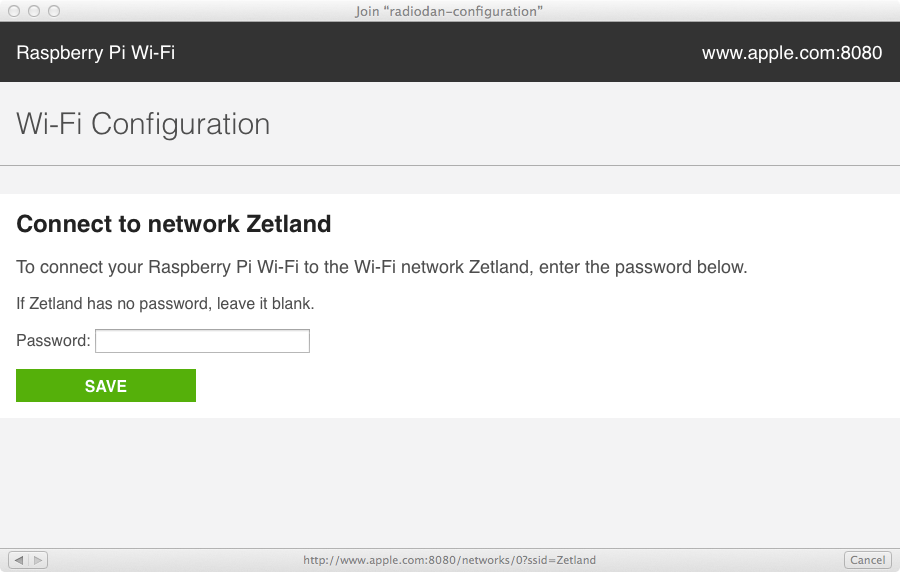 Join "radiodan-configuration"
Raspberry Pi Wi-Fi
www.apple.com:8080
Wi-Fi Configuration
Connect to network Zetland
To connect your Raspberry Pi Wi-Fi to the Wi-Fi network Zetland, enter the password below.
If Zetland has no password, leave it blank.
Password:
SAVE
http://www.apple.com:8080/networks/0?ssid=Zetland
Cancel